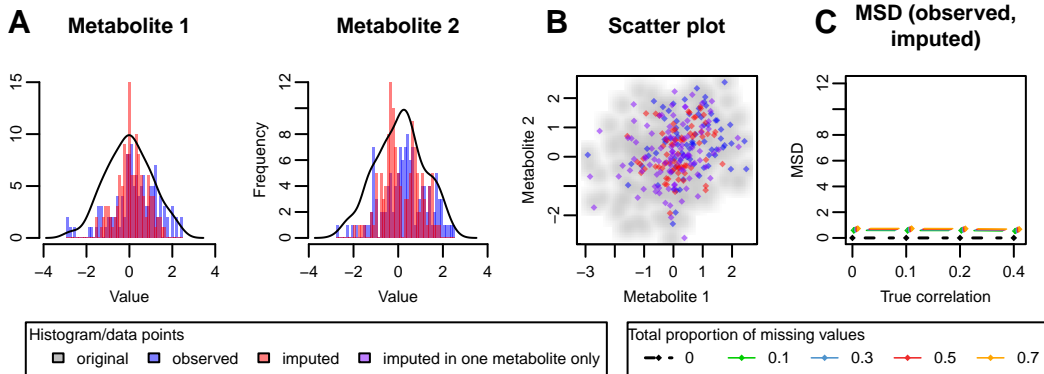 A
Metabolite 1
Metabolite 2
B
Scatter plot
C
MSD (observed,
imputed)
15
10
5
0
−4
−2
0
2
4
Value
Frequency
12
8
6
4
2
0
−4
−2
0
2
4
Value
Metabolite 2
2
1
0
−2
−3
−1
0
1
2
Metabolite 1
MSD
12
8
6
4
2
0
0
0.1
0.2
0.4
True correlation
Histogram/data points
original
observed
imputed
imputed in one metabolite only
Total proportion of missing values
0
0.1
0.3
0.5
0.7